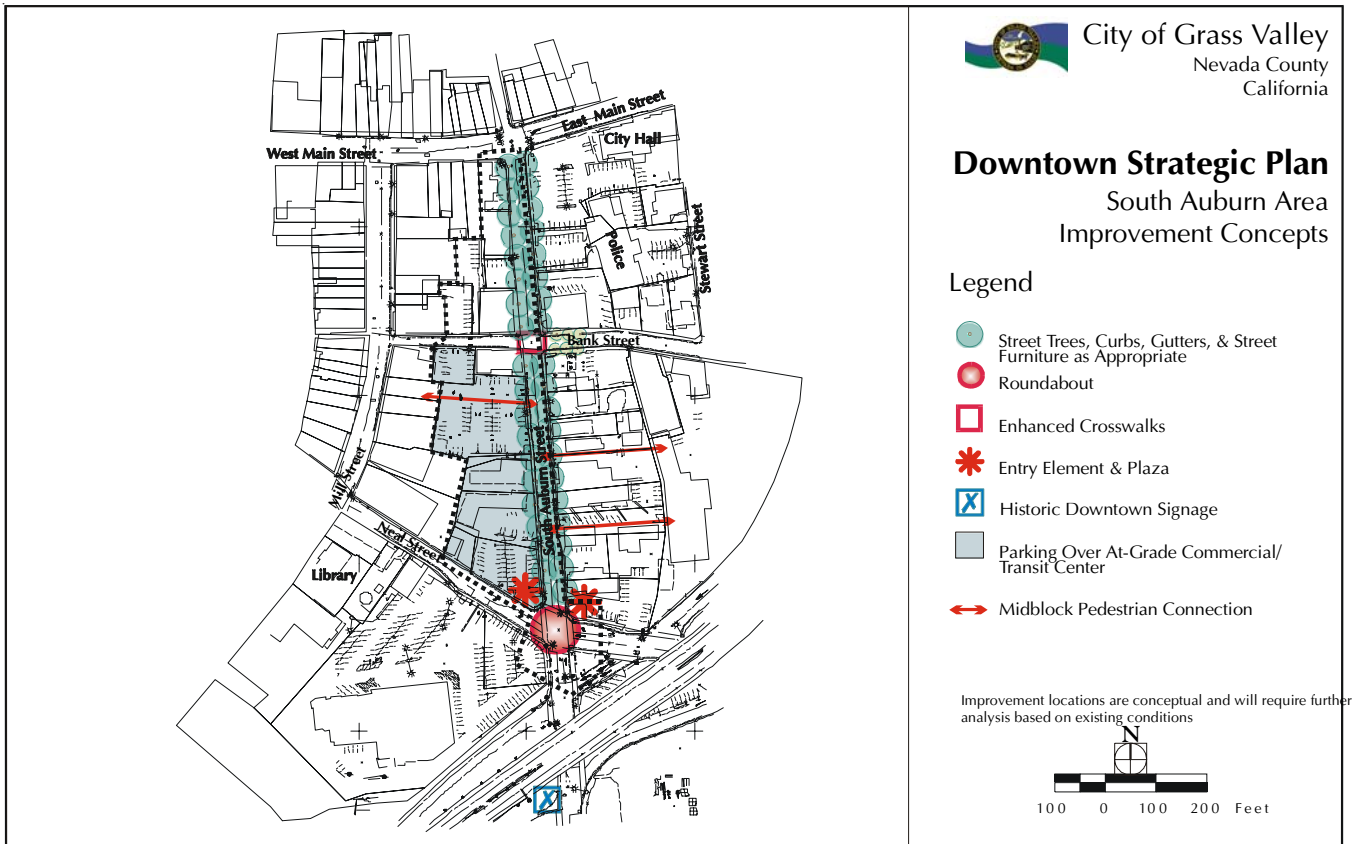 City of Grass Valley
Nevada County
California
Downtown Strategic Plan
South Auburn Area
Improvement Concepts
Legend
Street Trees, Curbs, Gutters, & Street
Furniture as Appropriate
Roundabout
Enhanced Crosswalks
Entry Element & Plaza
Historic Downtown Signage
Parking Over At-Grade Commercial/
Transit Center
Midblock Pedestrian Connection
Improvement locations are conceptual and will require further
analysis based on existing conditions
N
100 0 100 200 Feet
East Main Street
City Hall
West Main Street
Police
Stewart Street
Bank Street
South Auburn Street
Mill Street
Neal Street
Library